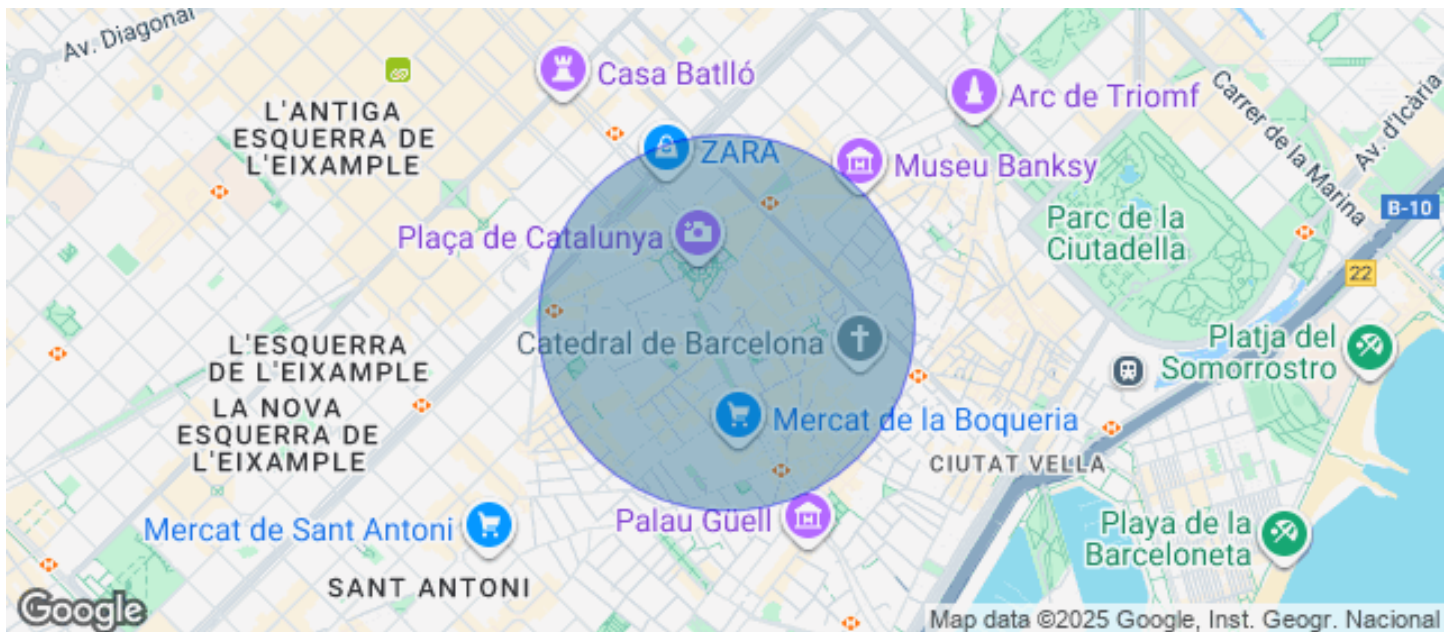 Av. Diagonal
Casa Batlló
Arc de Triomf
Carrer de la Marina
Av. d'Icària
L'ANTIGA
ESQUERRA DE
L'EIXAMPLE
ZARA
Museu Banksy
B-10
Plaça de Catalunya
Parc de la
Ciutadella
22
L'ESQUERRA
DE L'EIXAMPLE
Catedral de Barcelona
Platja del
Somorrostro
LA NOVA
ESQUERRA DE
L'EIXAMPLE
Mercat de la Boqueria
CIUTAT VELLA
Mercat de Sant Antoni
Palau Güell
Playa de la
Barceloneta
SANT ANTONI
Google
Map data ©2025 Google, Inst. Geogr. Nacional